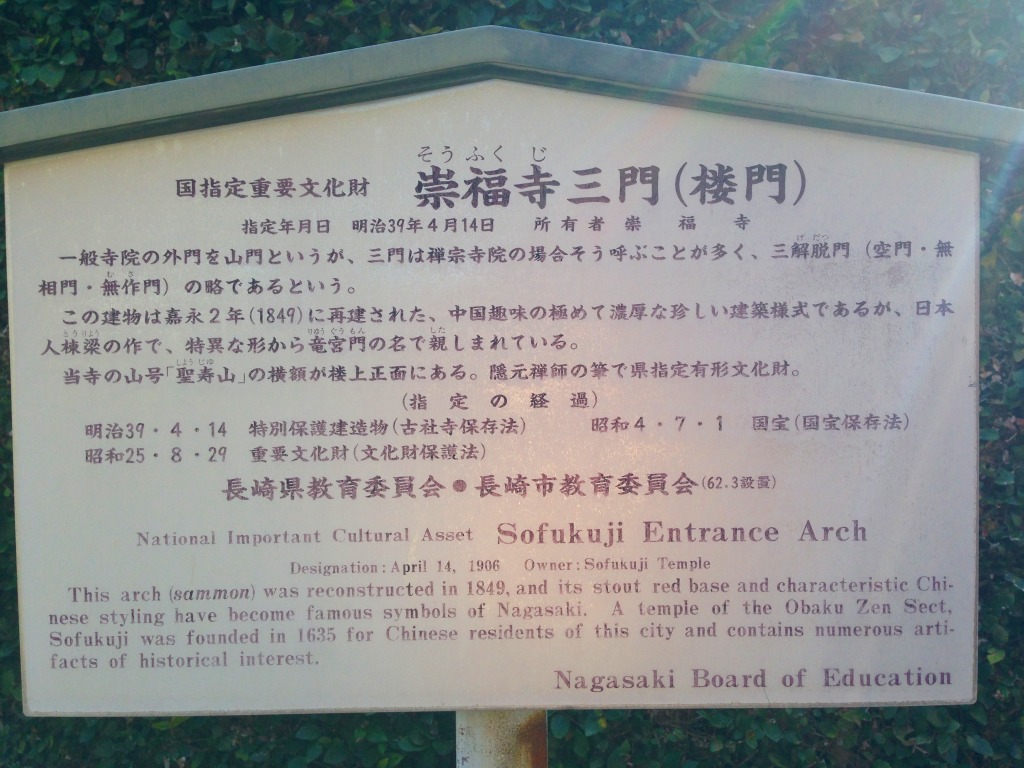 そうふくじ
国指定重要文化財 崇福寺三門(楼門)
指定年月日 明治39年4月14日 所有者 崇福寺
一般寺院の外門を山門というが、三門は禅宗寺院の場合そう呼ぶことが多く、三解脱門(空門・無
相門・無作門)の略であるという。
この建物は嘉永2年(1849)に再建された、中国趣味の極めて濃厚な珍しい建築様式であるが、日本
人棟梁の作で、特異な形から竜宮門の名で親しまれている。
当寺の山号「聖寿山」の横額が楼上正面にある。隠元禅師の筆で県指定有形文化財。
(指定の経過)
明治39・4・14 特別保護建造物(古社寺保存法) 昭和4・7・1 国宝(国宝保存法)
昭和25・8・29 重要文化財(文化財保護法)
長崎県教育委員会●長崎市教育委員会(62.3設置)
National Important Cultural Asset Sofukuji Entrance Arch
Designation: April 14, 1906 Owner: Sofukuji Temple
This arch (sammon) was reconstructed in 1849, and its stout red base and characteristic Chi-
nese styling have become famous symbols of Nagasaki. A temple of the Obaku Zen Sect,
Sofukuji was founded in 1635 for Chinese residents of this city and contains numerous arti-
facts of historical interest.
Nagasaki Board of Education